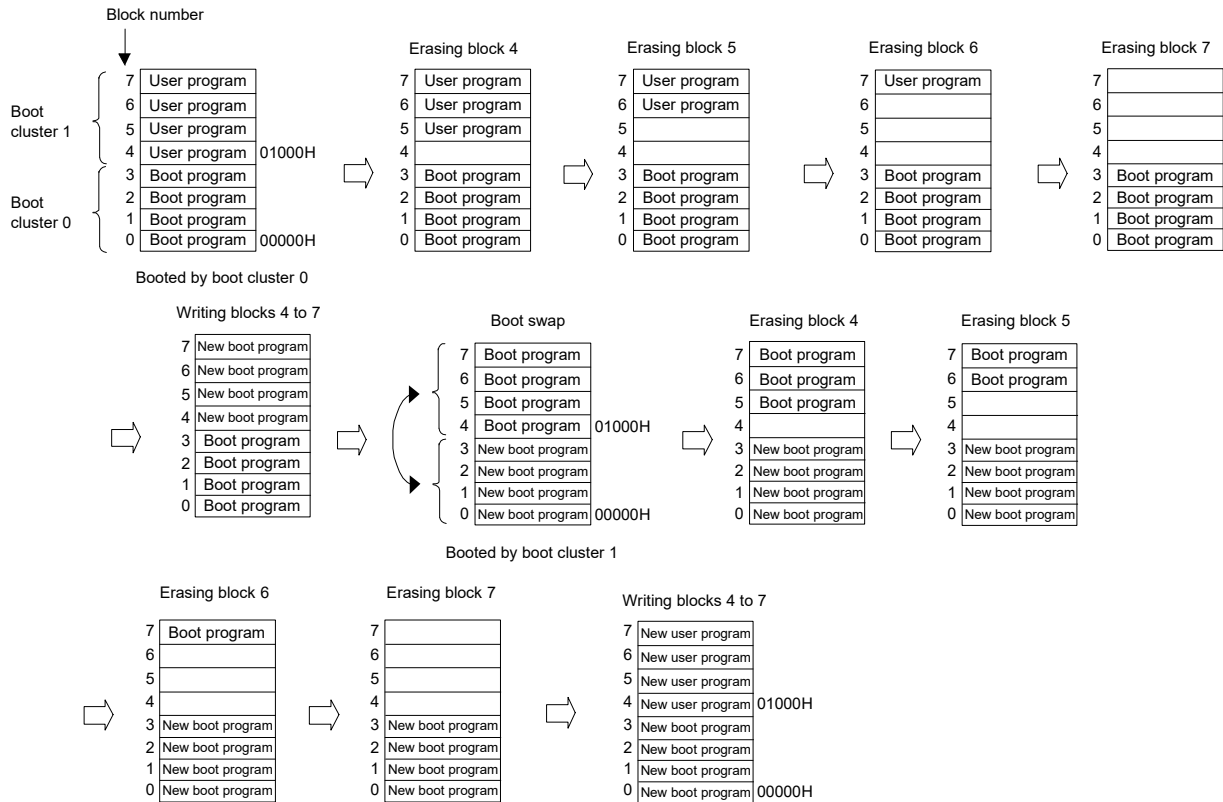 Block number
Boot
cluster 1
Boot
cluster 0
7 User program
6 User program
5 User program
4 User program 01000H
3 Boot program
2 Boot program
1 Boot program
0 Boot program 00000H
Booted by boot cluster 0
Erasing block 4
7 User program
6 User program
5 User program
4
3 Boot program
2 Boot program
1 Boot program
0 Boot program
Erasing block 5
7 User program
6 User program
5
4
3 Boot program
2 Boot program
1 Boot program
0 Boot program
Erasing block 6
7 User program
6
5
4
3 Boot program
2 Boot program
1 Boot program
0 Boot program
Erasing block 7
7
6
5
4
3 Boot program
2 Boot program
1 Boot program
0 Boot program
Writing blocks 4 to 7
7 New boot program
6 New boot program
5 New boot program
4 New boot program
3 Boot program
2 Boot program
1 Boot program
0 Boot program
Boot swap
7 Boot program
6 Boot program
5 Boot program
4 Boot program 01000H
3 New boot program
2 New boot program
1 New boot program
0 New boot program 00000H
Booted by boot cluster 1
Erasing block 4
7 Boot program
6 Boot program
5 Boot program
4
3 New boot program
2 New boot program
1 New boot program
0 New boot program
Erasing block 5
7 Boot program
6 Boot program
5
4
3 New boot program
2 New boot program
1 New boot program
0 New boot program
Erasing block 6
7 Boot program
6
5
4
3 New boot program
2 New boot program
1 New boot program
0 New boot program
Erasing block 7
7
6
5
4
3 New boot program
2 New boot program
1 New boot program
0 New boot program
Writing blocks 4 to 7
7 New user program
6 New user program
5 New user program
4 New user program 01000H
3 New boot program
2 New boot program
1 New boot program
0 New boot program 00000H